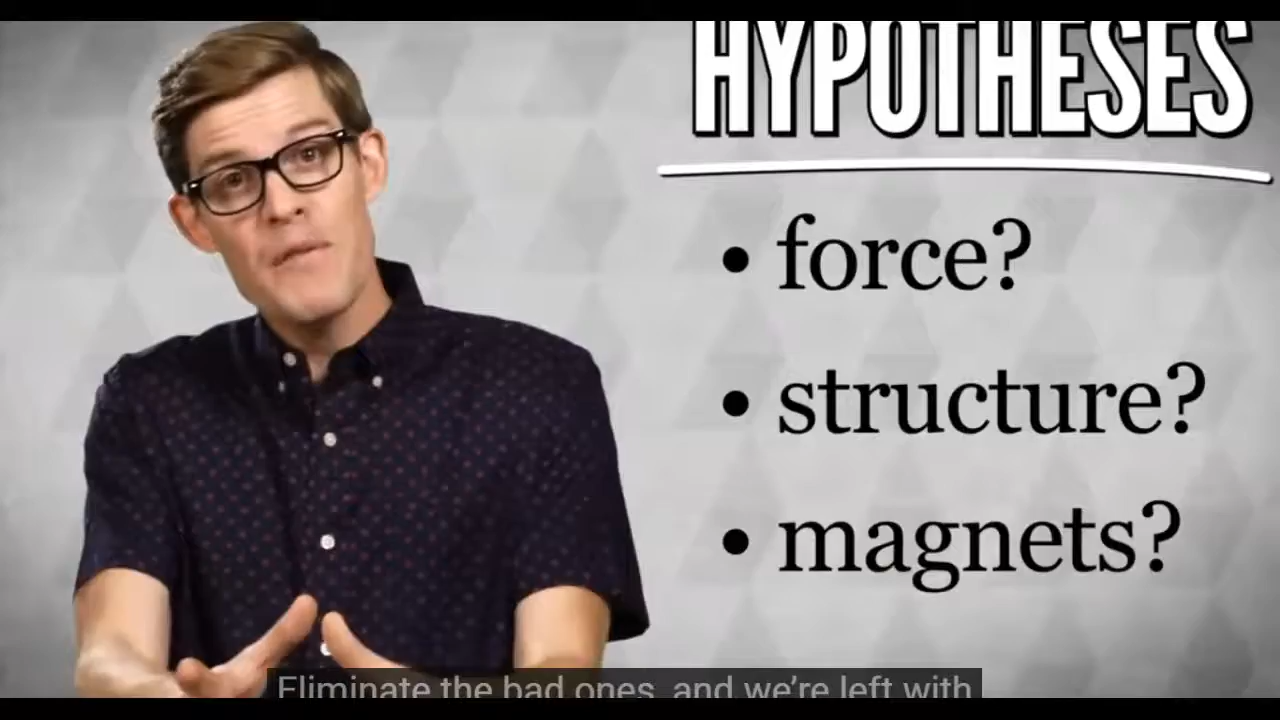 HYPOTHESES
• force?
• structure?
• magnets?
Eliminate the bad ones, and we're left with